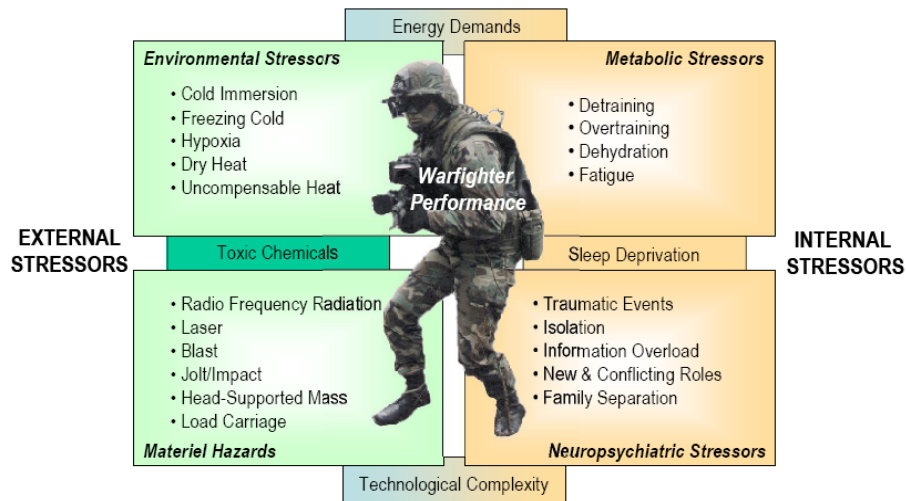 Energy Demands
Environmental Stressors
• Cold Immersion
• Freezing Cold
• Hypoxia
• Dry Heat
• Uncompensable Heat
Metabolic Stressors
• Detraining
• Overtraining
• Dehydration
• Fatigue
Warfighter
Performance
EXTERNAL
STRESSORS
Toxic Chemicals
Sleep Deprivation
INTERNAL
STRESSORS
• Radio Frequency Radiation
• Laser
• Blast
• Jolt/Impact
• Head-Supported Mass
• Load Carriage
Materiel Hazards
• Traumatic Events
• Isolation
• Information Overload
• New & Conflicting Roles
• Family Separation
Neuropsychiatric Stressors
Technological Complexity